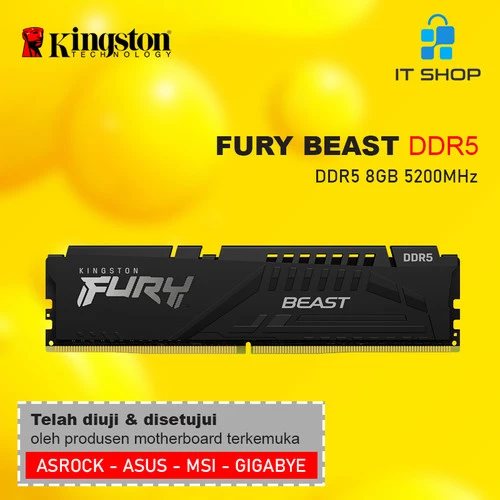 Kingston
TECHNOLOGY
IT SHOP
FURY BEAST DDR5
DDR5 8GB 5200MHz
DDR5
KINGSTON
FURY
BEAST
Telah diuji & disetujui
oleh produsen motherboard terkemuka
ASROCK - ASUS - MSI - GIGABYE